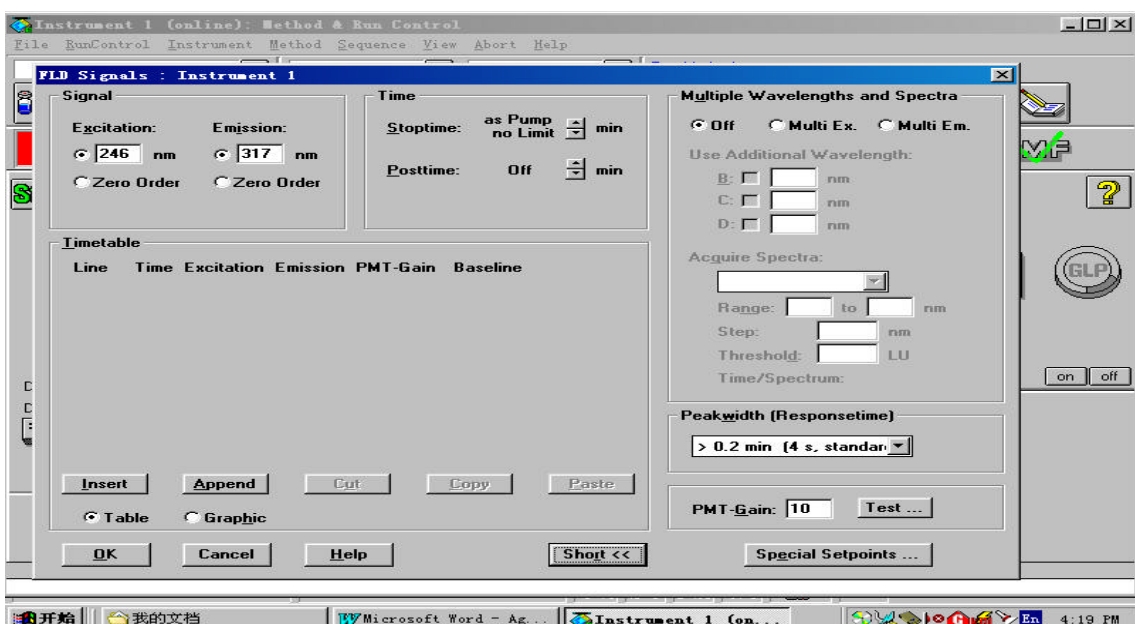 Instrument 1 (online): Method & Run Control
File RunControl Instrument Method Sequence View Abort Help
FLD Signals : Instrument 1
Signal
Excitation: Emission:
246 nm 317 nm
Zero Order Zero Order
Time
Stoptime: as Pump no Limit min
Posttime: Off min
Multiple Wavelengths and Spectra
Off Multi Ex. Multi Em.
Use Additional Wavelength:
B: nm
C: nm
D: nm
Acquire Spectra:
Range: to nm
Step: nm
Threshold: LU
Time/Spectrum:
Timetable
Line Time Excitation Emission PMT-Gain Baseline
Insert Append Cut Copy Paste
Table Graphic
Peakwidth (Responsetime)
> 0.2 min (4 s, standar
PMT-Gain: 10 Test ...
OK Cancel Help Short << Special Setpoints ...
GLP
on off
开始 我的文档 Microsoft Word - Ag... Instrument 1 (on... En 4:19 PM